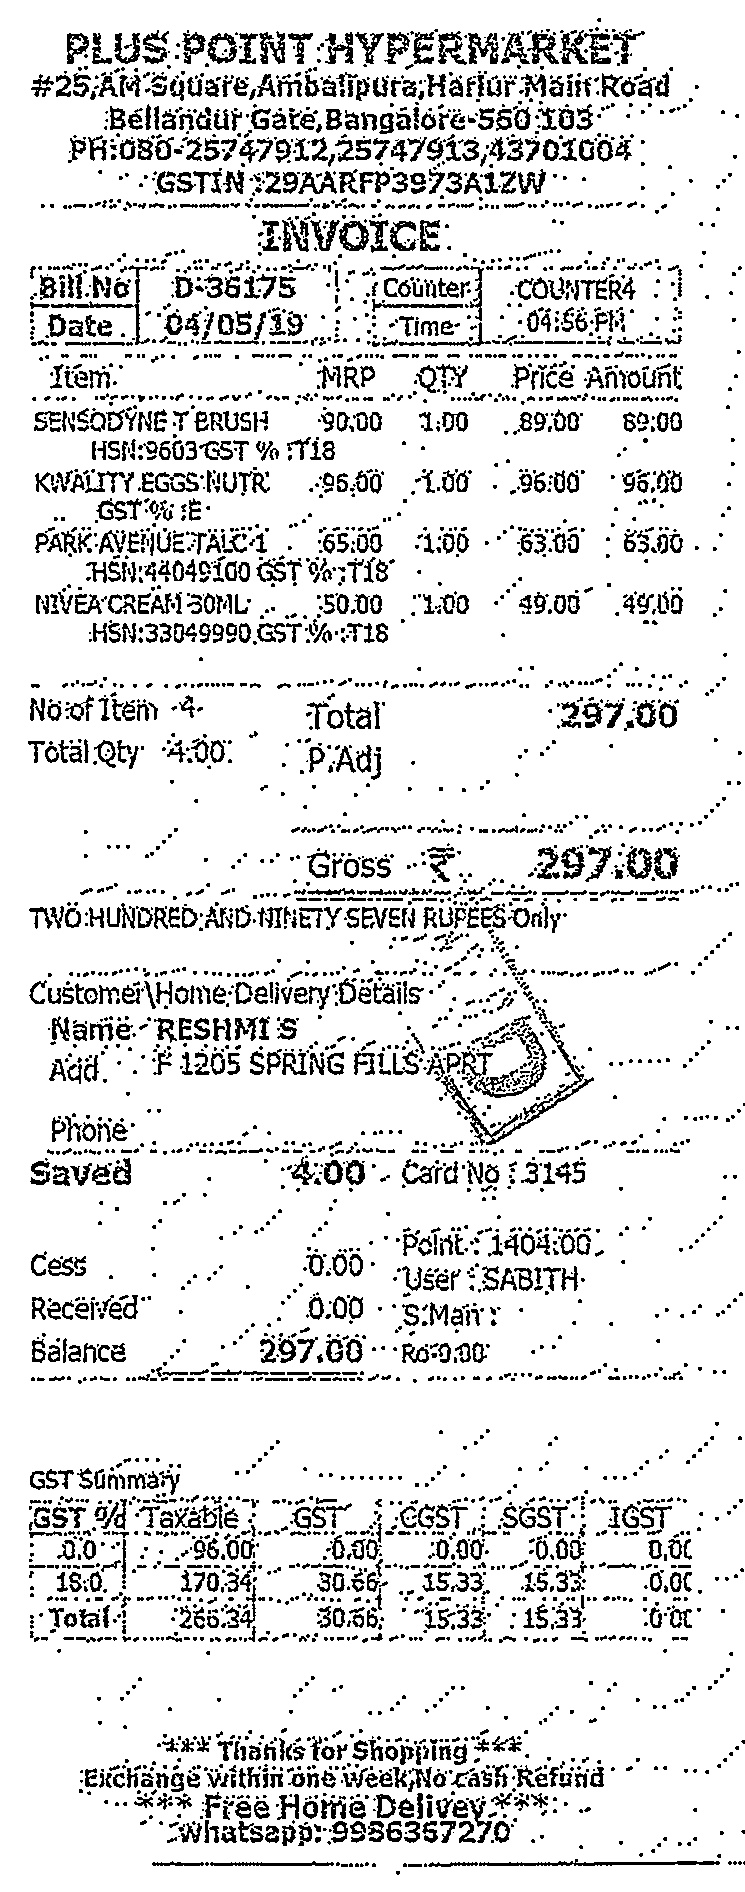 PLUS POINT HYPERMARKET
#25,AM Square,Ambalipura,Harlur Main Road
Bellandur Gate,Bangalore-560 103
PH:080-25747912,25747913,43701004
GSTIN :29AARFP3973A1ZW
INVOICE
Bill.No D-36175 Counter COUNTER4
Date 04/05/19 Time 04:56 PM
Item MRP QTY Price Amount
SENSODYNE T BRUSH 90.00 1.00 89.00 89.00
HSN:9603 GST % :T18
KWALITY EGGS NUTR 96.00 1.00 96.00 96.00
GST % :E
PARK AVENUE TALC 1 65.00 1.00 63.00 63.00
HSN:44049100 GST % :T18
NIVEA CREAM 30ML 50.00 1.00 49.00 49.00
HSN:33049990 GST % :T18
No of Item 4 Total 297.00
Total Qty 4.00 P.Adj
Gross ₹ 297.00
TWO HUNDRED AND NINETY SEVEN RUPEES Only
Customer\Home Delivery Details
Name RESHMI S
Add. F 1205 SPRING FILLS APRT
Phone
Saved 4.00 Card No : 3145
Point : 1404.00
Cess 0.00 User : SABITH
Received 0.00 S.Man :
Balance 297.00 Ro-0.00
GST Summary
GST % Taxable GST CGST SGST IGST
0.0 96.00 0.00 0.00 0.00 0.00
18.0 170.34 30.66 15.33 15.33 0.00
Total 266.34 30.66 15.33 15.33 0.00
*** Thanks for Shopping ***
Exchange within one week,No cash Refund
*** Free Home Delivey ***
Whatsapp: 9986367270